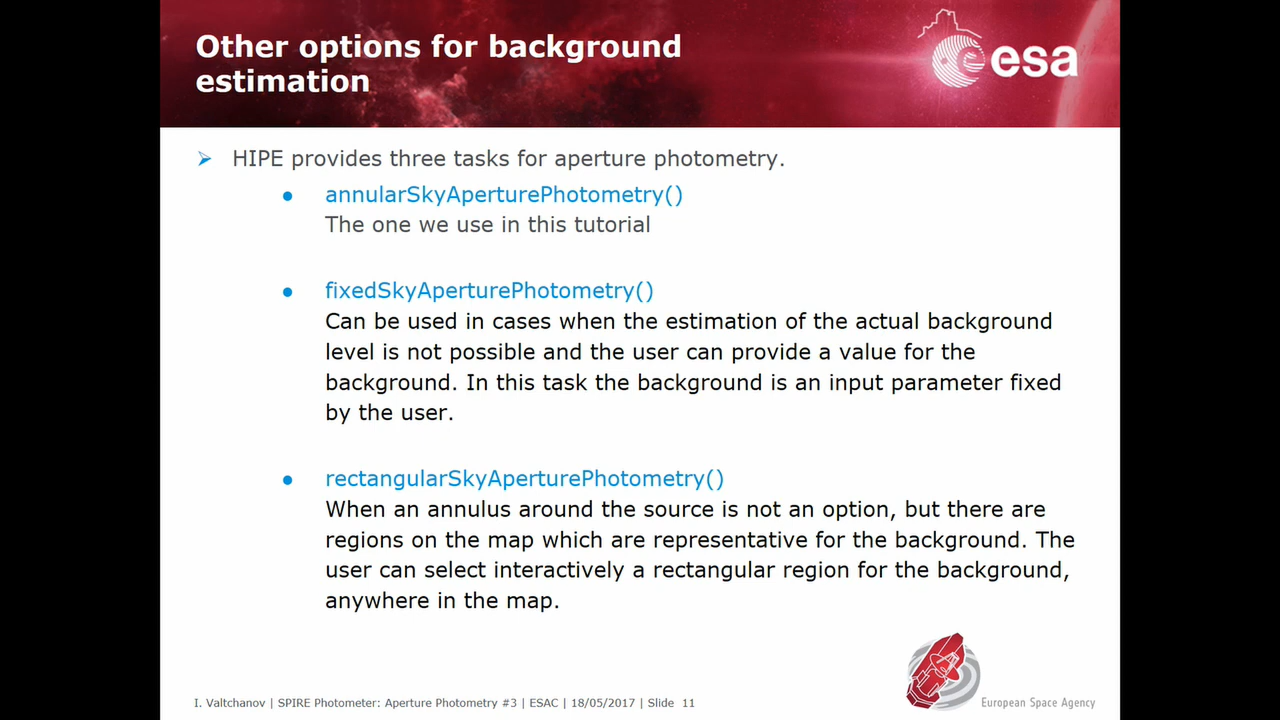 Other options for background
estimation
esa
➢ HIPE provides three tasks for aperture photometry.
● annularSkyAperturePhotometry()
The one we use in this tutorial
● fixedSkyAperturePhotometry()
Can be used in cases when the estimation of the actual background
level is not possible and the user can provide a value for the
background. In this task the background is an input parameter fixed
by the user.
● rectangularSkyAperturePhotometry()
When an annulus around the source is not an option, but there are
regions on the map which are representative for the background. The
user can select interactively a rectangular region for the background,
anywhere in the map.
I. Valtchanov | SPIRE Photometer: Aperture Photometry #3 | ESAC | 18/05/2017 | Slide 11
European Space Agency